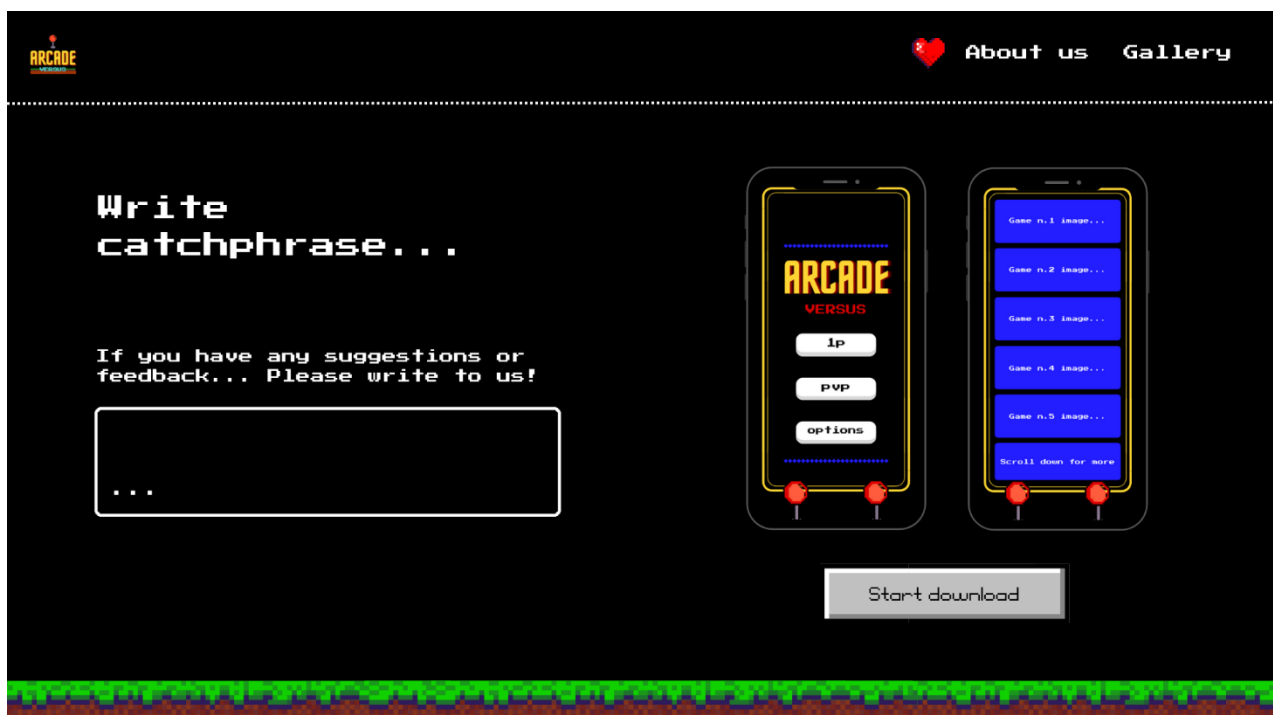 ARCADE
VERSUS
About us
Gallery
Write
catchphrase...
If you have any suggestions or
feedback... Please write to us!
...
ARCADE
VERSUS
1p
pvp
options
Game n.1 image...
Game n.2 image...
Game n.3 image...
Game n.4 image...
Game n.5 image...
Scroll down for more
Start download